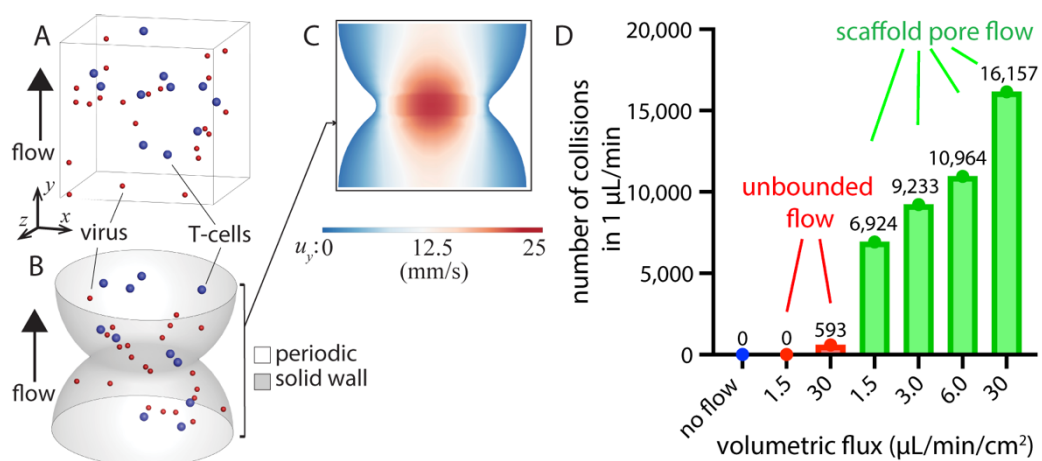 A
flow
y
z
x
virus
T-cells
B
flow
periodic
solid wall
C
u_y: 0
12.5
25
(mm/s)
D
number of collisions
in 1 µL/min
20,000
15,000
10,000
5,000
0
unbounded
flow
scaffold pore flow
0
0
593
6,924
9,233
10,964
16,157
no flow
1.5
30
1.5
3.0
6.0
30
volumetric flux (µL/min/cm²)